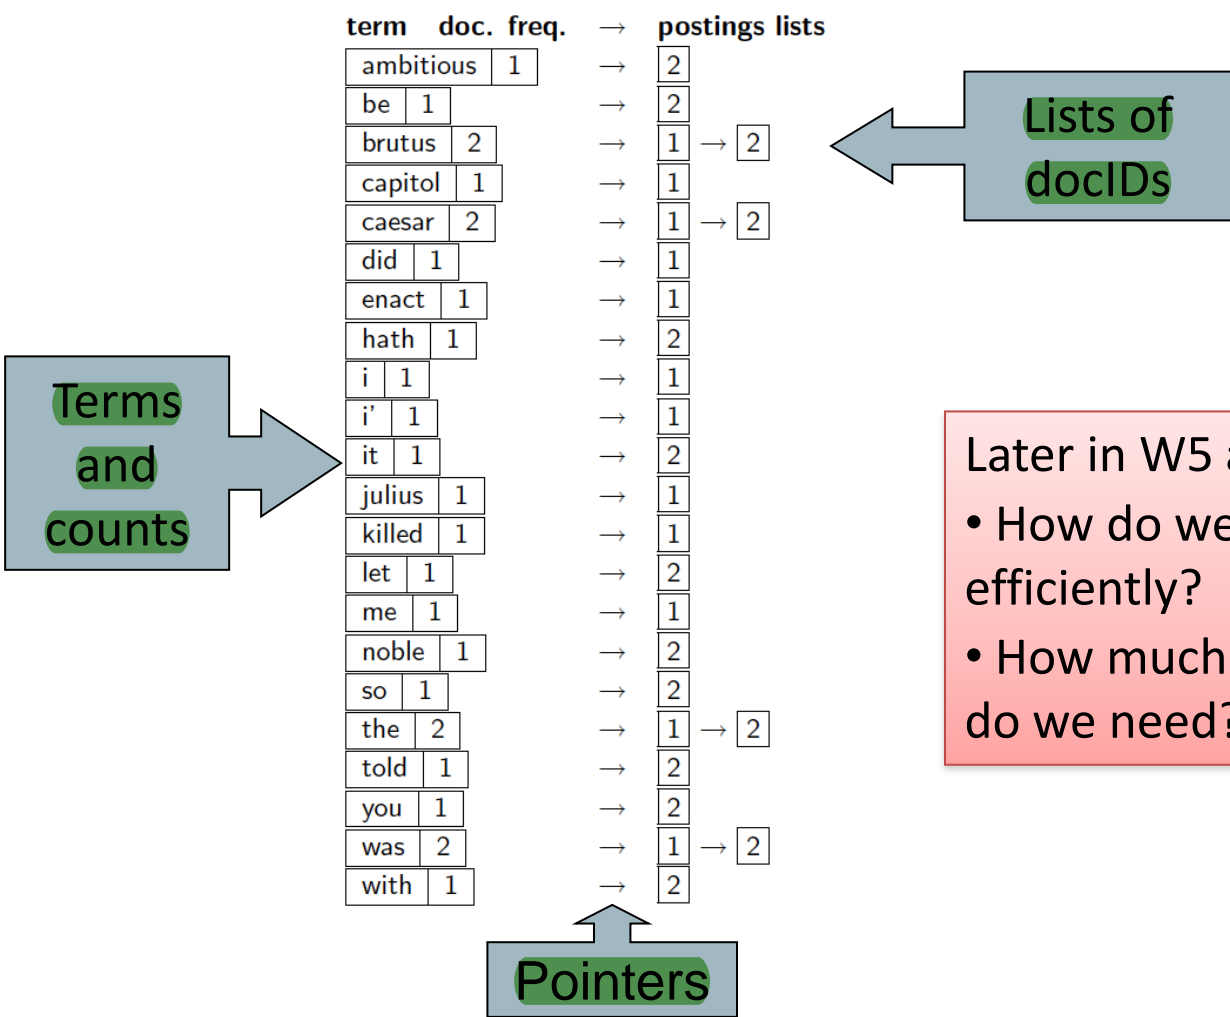 term doc. freq. → postings lists
ambitious 1 → 2
be 1 → 2
brutus 2 → 1 → 2
capitol 1 → 1
caesar 2 → 1 → 2
did 1 → 1
enact 1 → 1
hath 1 → 2
i 1 → 1
i' 1 → 1
it 1 → 2
julius 1 → 1
killed 1 → 1
let 1 → 2
me 1 → 1
noble 1 → 2
so 1 → 2
the 2 → 1 → 2
told 1 → 2
you 1 → 2
was 2 → 1 → 2
with 1 → 2
Lists of
docIDs
Terms
and
counts
Later in W5
• How do we
efficiently?
• How much
do we need?
Pointers